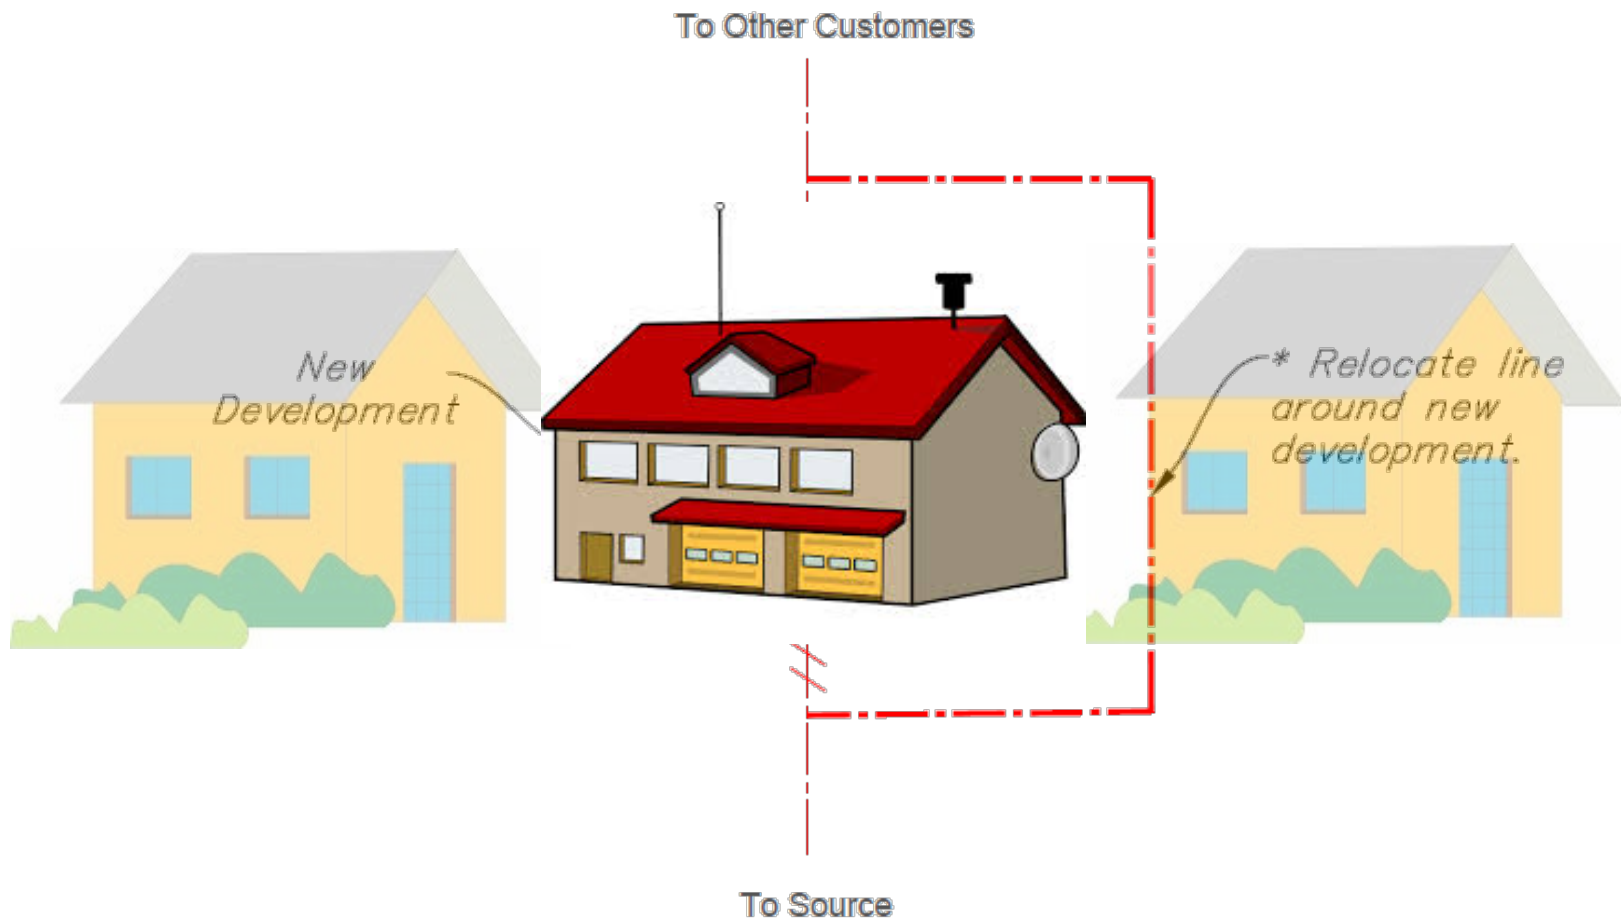 To Other Customers
New
Development
* Relocate line
around new
development.
To Source